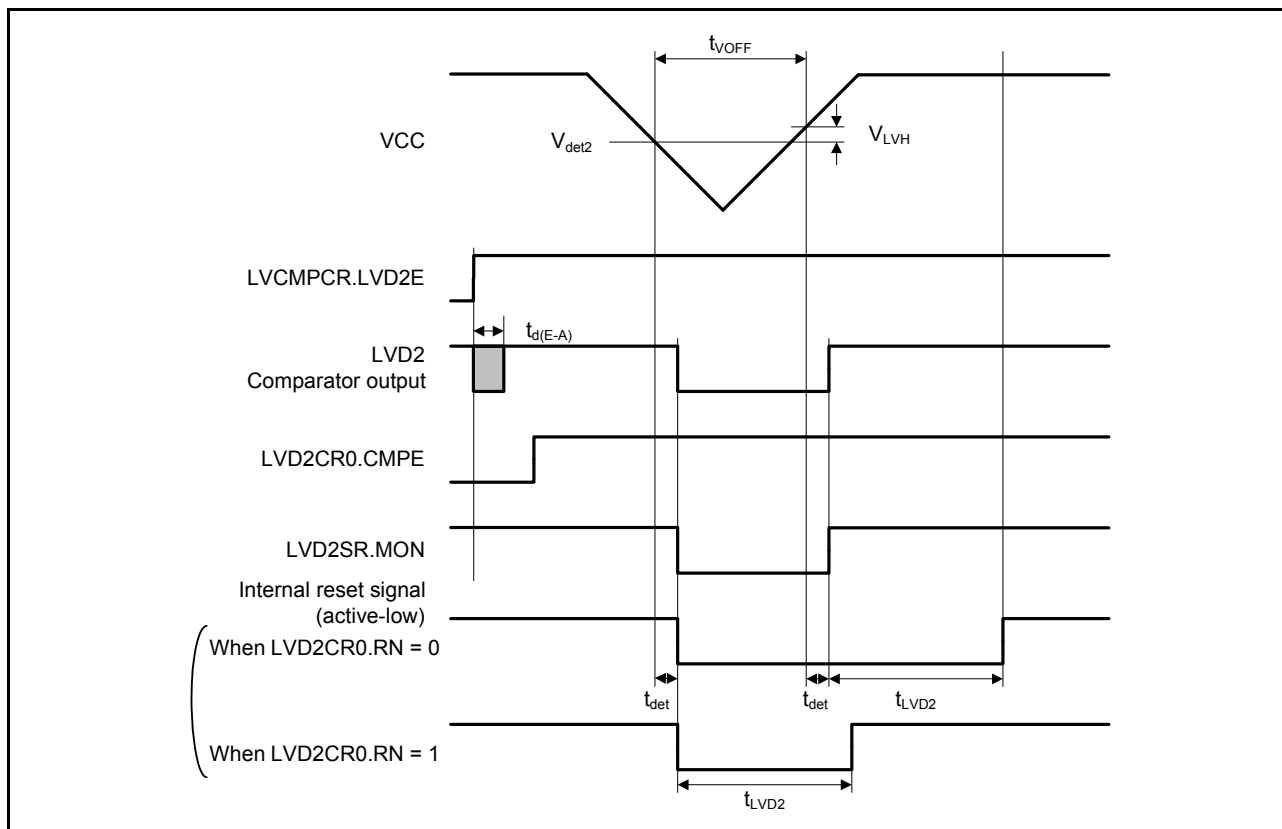 tVOFF
VCC
Vdet2
VLVH
LVCMPCR.LVD2E
td(E-A)
LVD2
Comparator output
LVD2CR0.CMPE
LVD2SR.MON
Internal reset signal
(active-low)
When LVD2CR0.RN = 0
tdet
tdet
tLVD2
When LVD2CR0.RN = 1
tLVD2